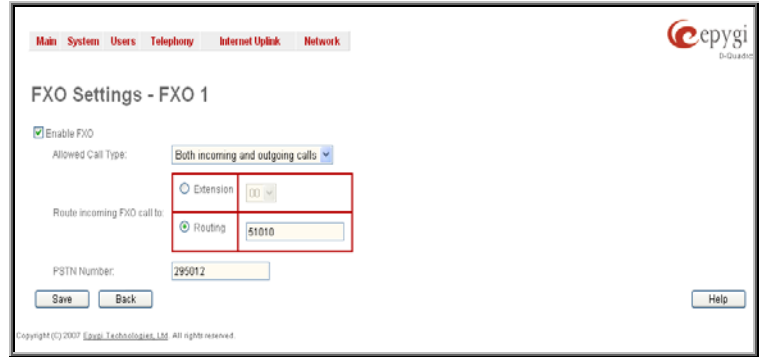 Main System Users Telephony Internet Uplink Network
epygi
D-Quadro
FXO Settings - FXO 1
Enable FXO
Allowed Call Type: Both incoming and outgoing calls
Extension 00
Route incoming FXO call to:
Routing 51010
PSTN Number: 295012
Save Back Help
Copyright (C) 2007 Epygi Technologies, Ltd. All rights reserved.